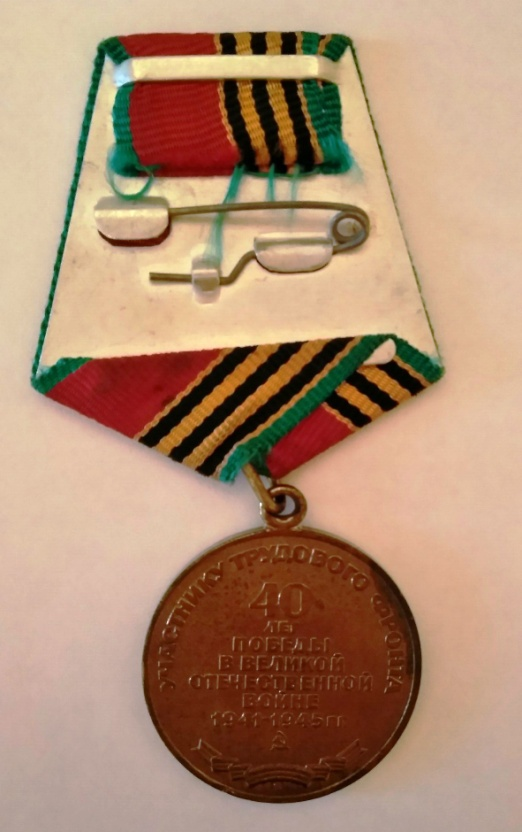 УЧАСТНИКУ ТРУДОВОГО ФРОНТА
40
ЛЕТ
ПОБЕДЫ
В ВЕЛИКОЙ
ОТЕЧЕСТВЕННОЙ
ВОЙНЕ
1941-1945гг.